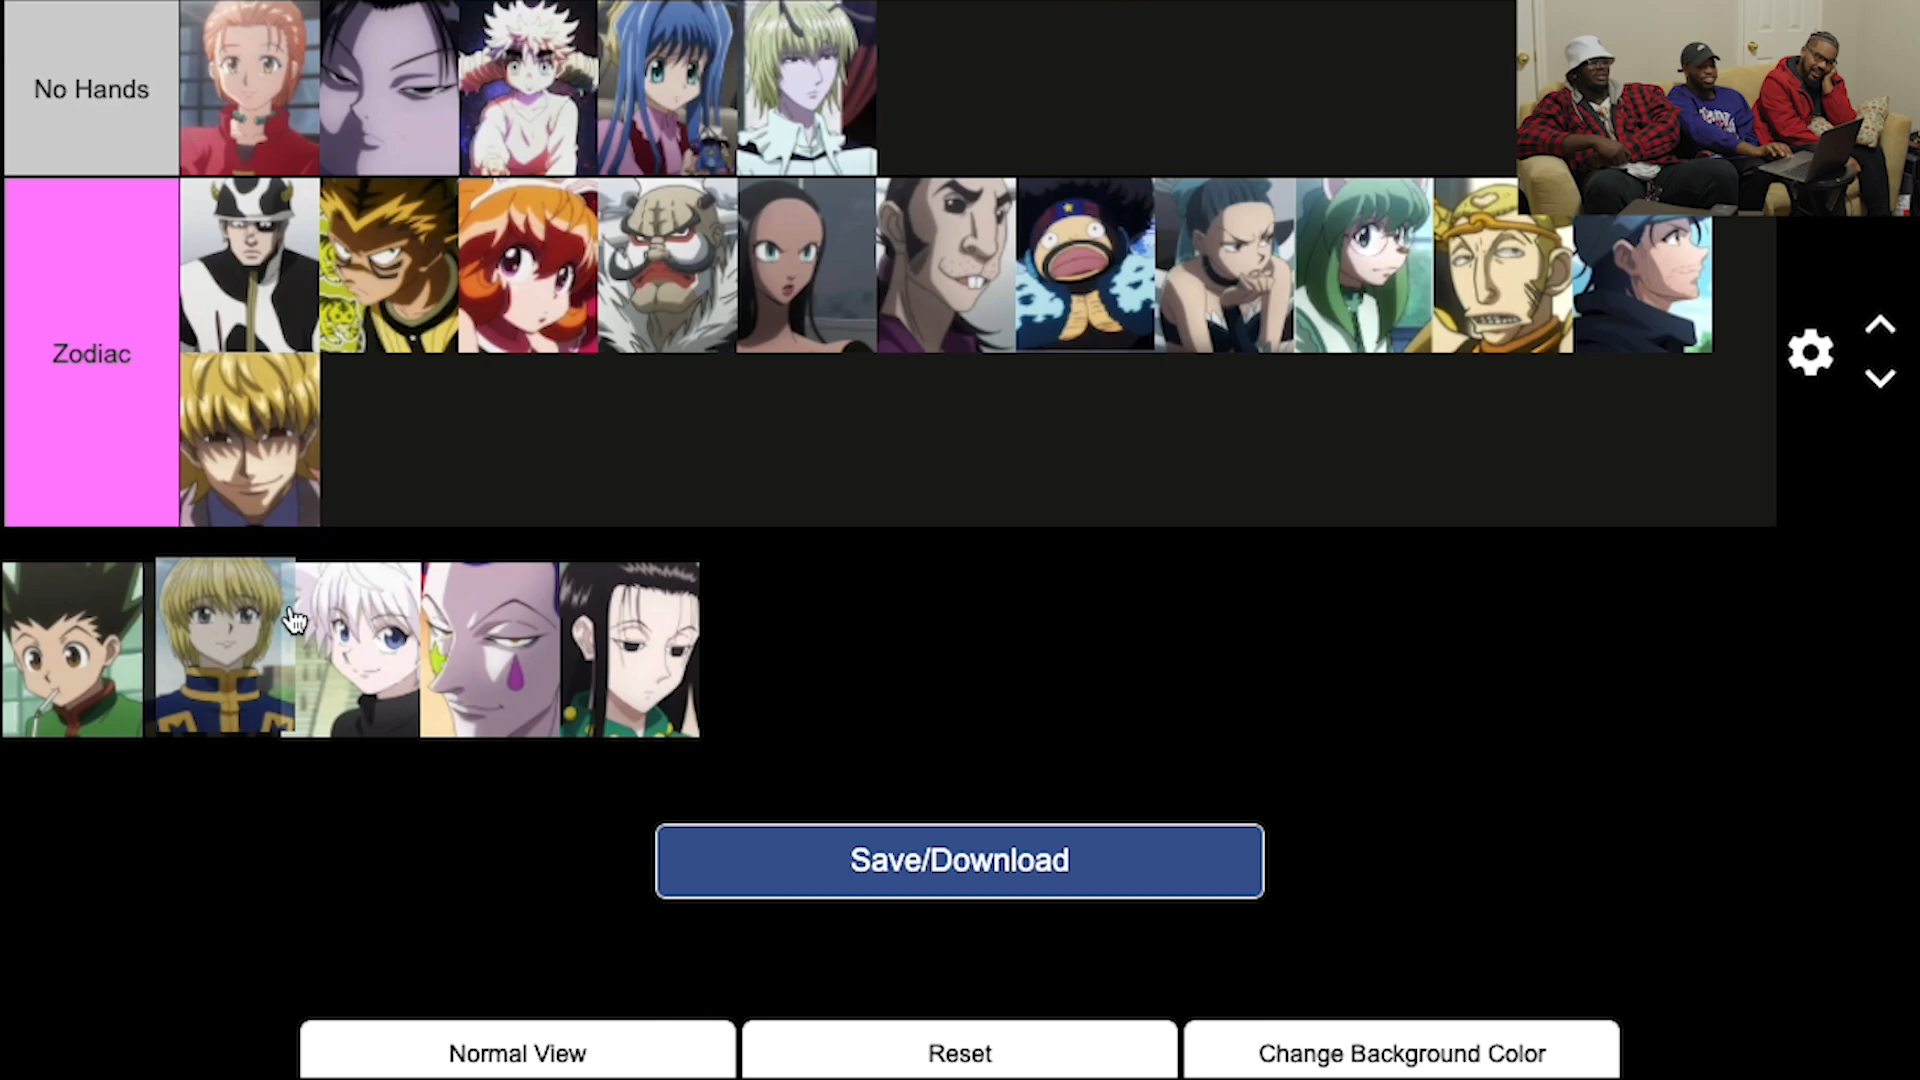 No Hands
Zodiac
Save/Download
Normal View
Reset
Change Background Color